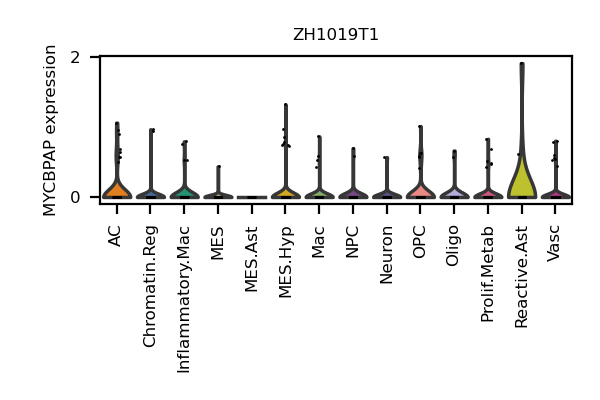 ZH1019T1
MYCBPAP expression
2
0
AC
Chromatin.Reg
Inflammatory.Mac
MES
MES.Ast
MES.Hyp
Mac
NPC
Neuron
OPC
Oligo
Prolif.Metab
Reactive.Ast
Vasc